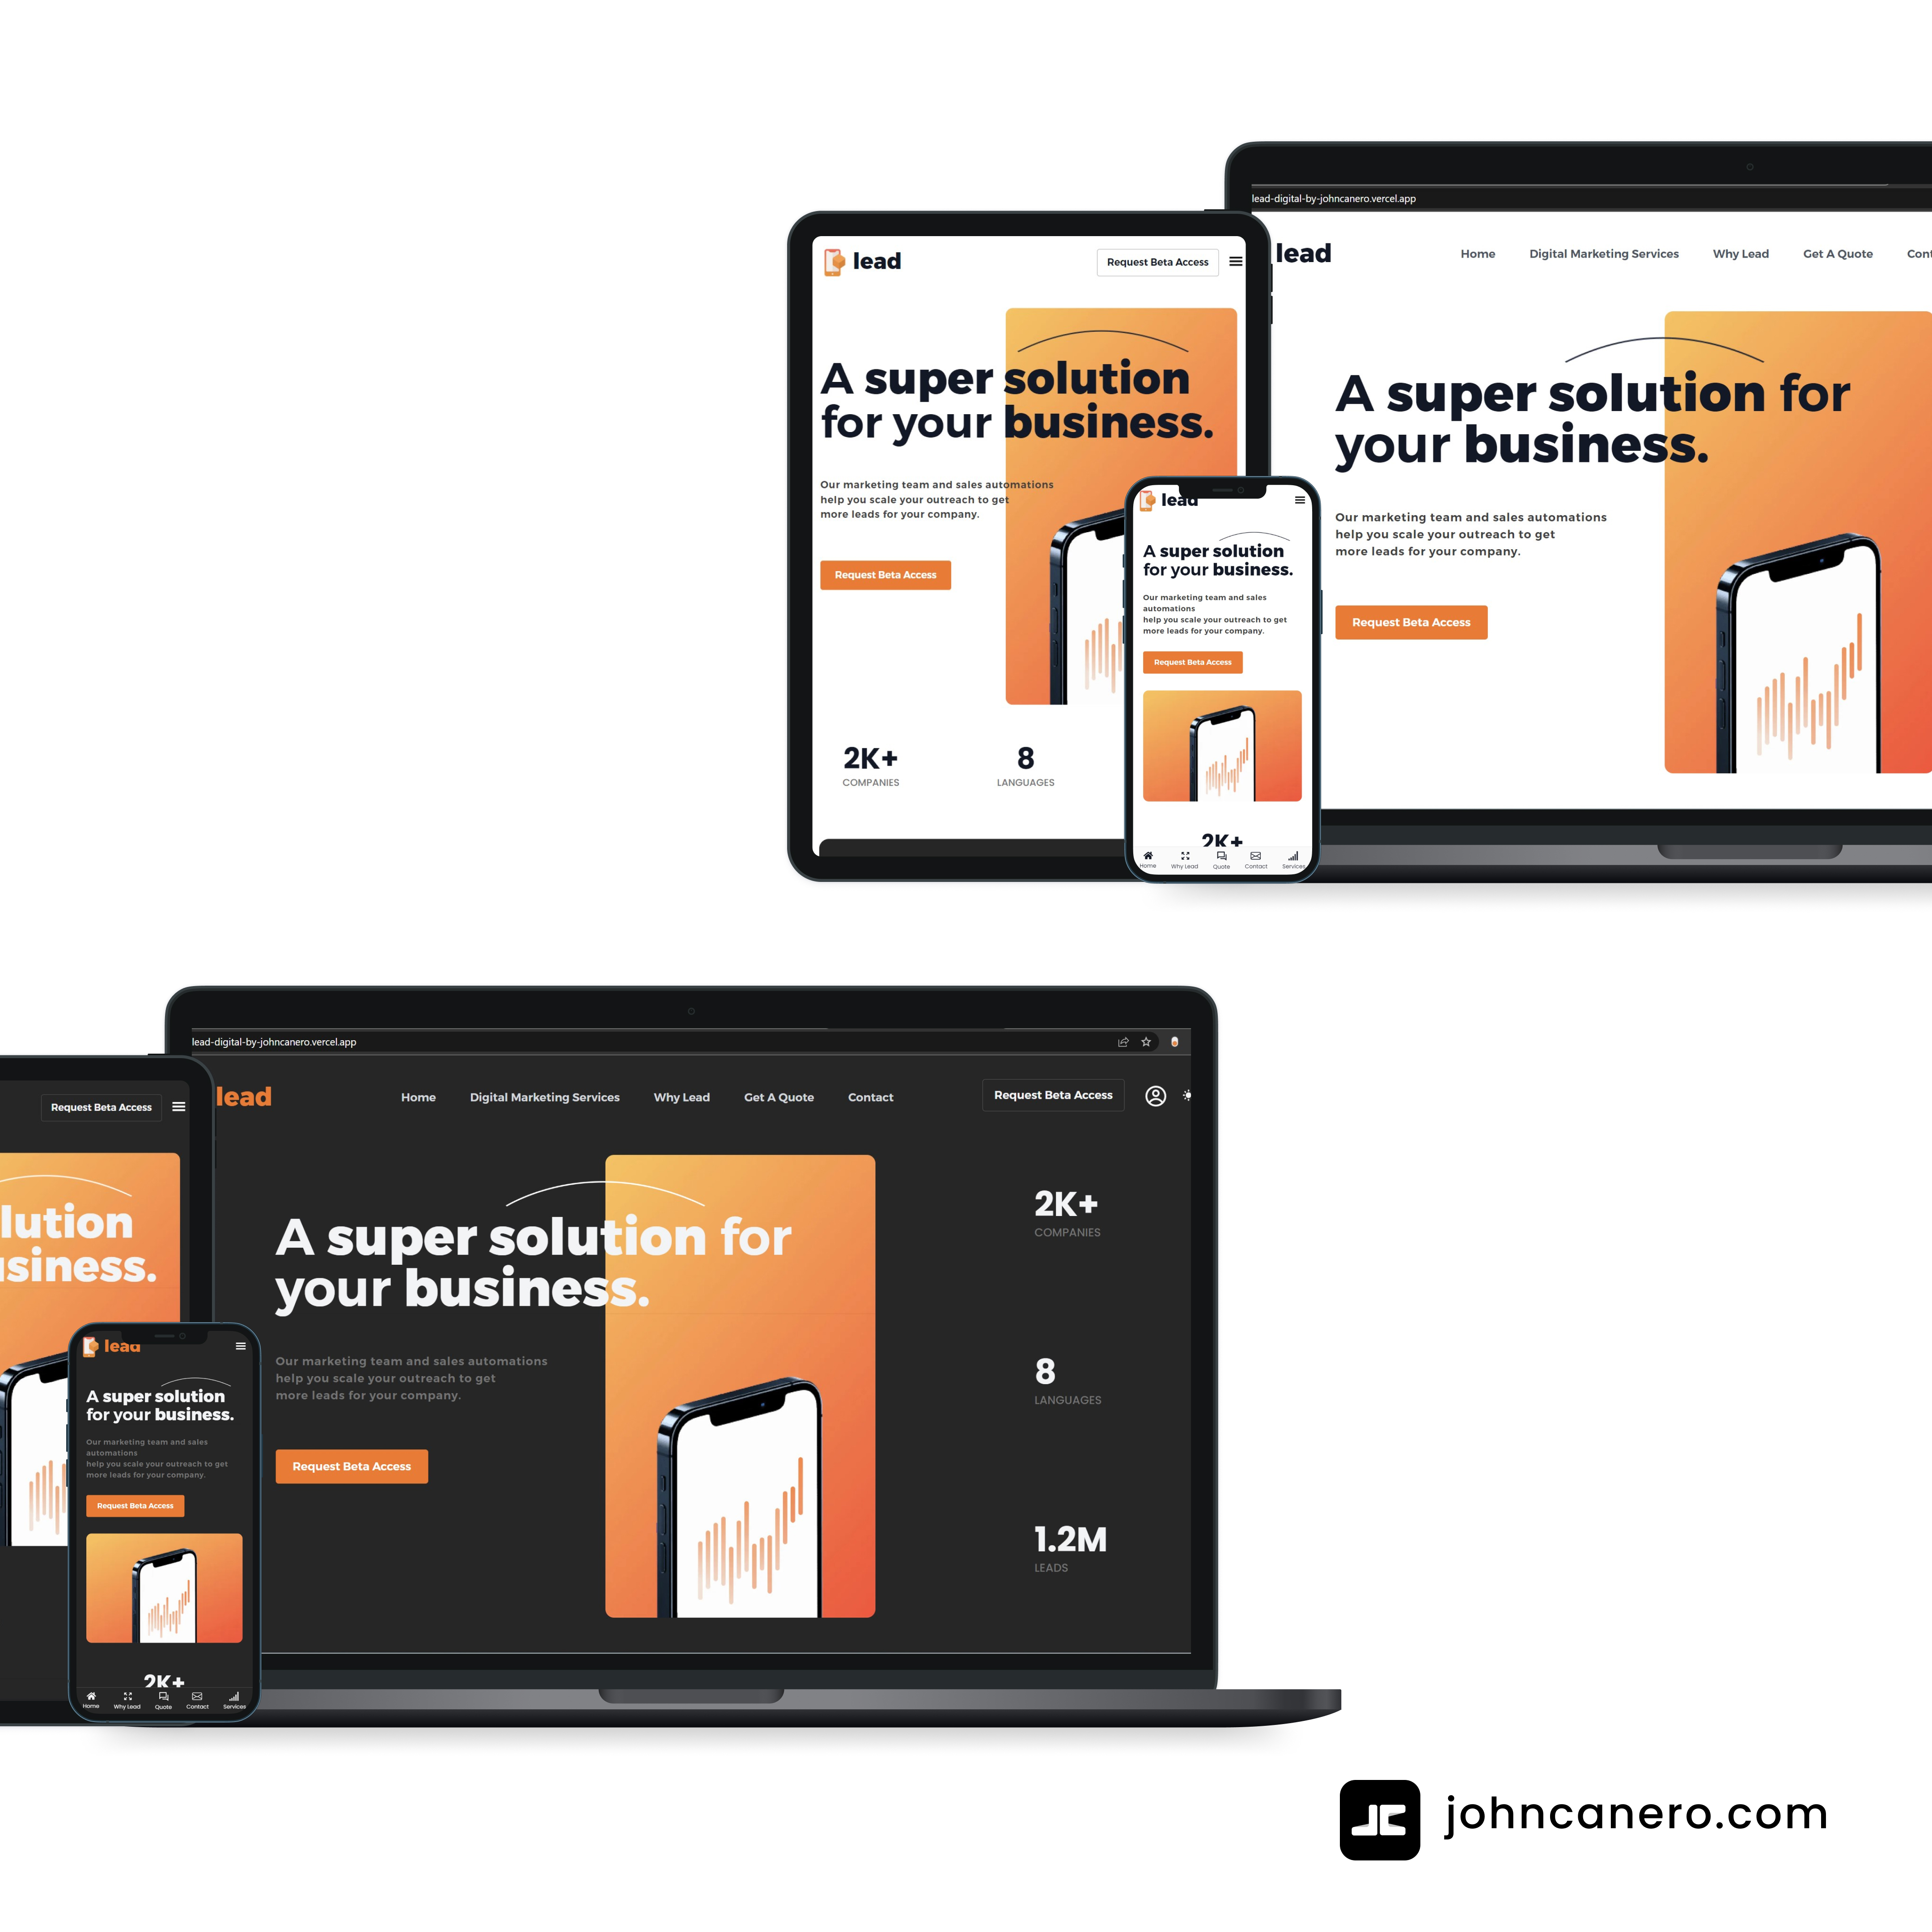 lead-digital-by-johncanero.vercel.app
lead
Request Beta Access
A super solution
for your business.
Our marketing team and sales automations
help you scale your outreach to get
more leads for your company.
Request Beta Access
2K+
COMPANIES
8
LANGUAGES
lead
A super solution
for your business.
Our marketing team and sales
automations
help you scale your outreach to get
more leads for your company.
Request Beta Access
2K+
Home Why Lead Quote Contact Services
lead
Home Digital Marketing Services Why Lead Get A Quote Cont
A super solution for
your business.
Our marketing team and sales automations
help you scale your outreach to get
more leads for your company.
Request Beta Access
lead-digital-by-johncanero.vercel.app
Request Beta Access
lution
siness.
lead
A super solution
for your business.
Our marketing team and sales
automations
help you scale your outreach to get
more leads for your company.
Request Beta Access
2K+
Home Why Lead Quote Contact Services
lead
Home Digital Marketing Services Why Lead Get A Quote Contact Request Beta Access
A super solution for
your business.
Our marketing team and sales automations
help you scale your outreach to get
more leads for your company.
Request Beta Access
2K+
COMPANIES
8
LANGUAGES
1.2M
LEADS
JC
johncanero.com